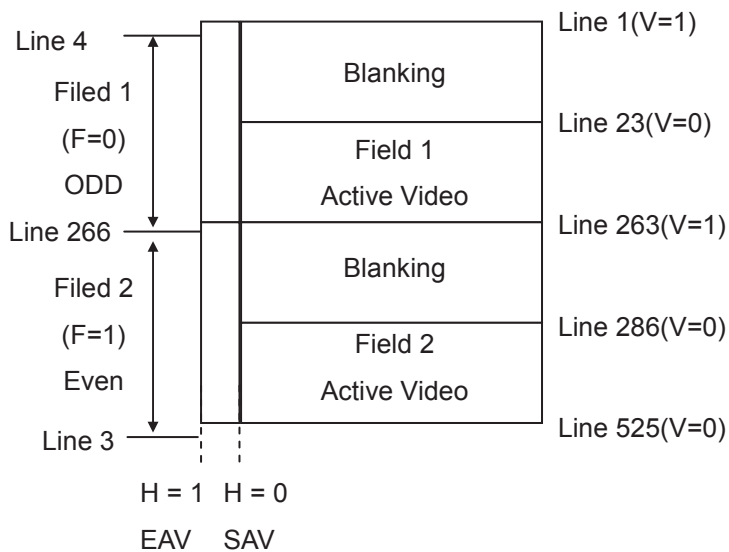 Line 1(V=1)
Line 4
Blanking
Filed 1
(F=0)
ODD
Line 23(V=0)
Field 1
Active Video
Line 266
Line 263(V=1)
Blanking
Filed 2
(F=1)
Even
Line 286(V=0)
Field 2
Active Video
Line 3
Line 525(V=0)
H = 1 H = 0
EAV SAV